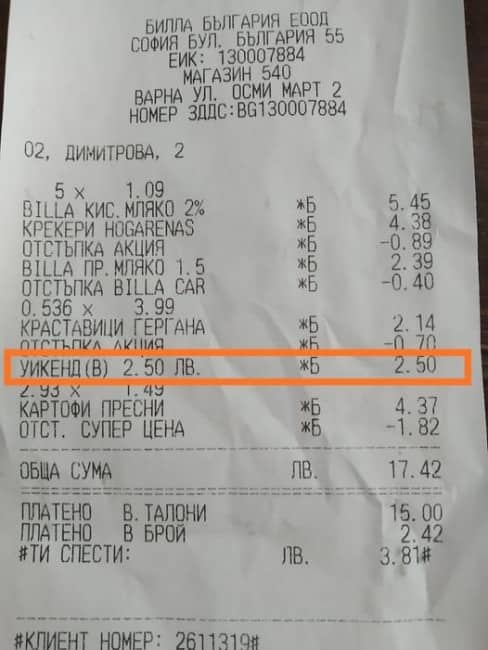 БИЛЛА БЪЛГАРИЯ ЕООД
СОФИЯ БУЛ. БЪЛГАРИЯ 55
ЕИК: 130007884
МАГАЗИН 540
ВАРНА УЛ. ОСМИ МАРТ 2
НОМЕР ЗДДС:BG130007884
02, ДИМИТРОВА, 2
5 x 1.09
BILLA КИС.МЛЯКО 2% *Б 5.45
КРЕКЕРИ HOGARENAS *Б 4.38
ОТСТЪПКА АКЦИЯ *Б -0.89
BILLA ПР.МЛЯКО 1.5 *Б 2.39
ОТСТЪПКА BILLA CAR *Б -0.40
0.536 x 3.99
КРАСТАВИЦИ ГЕРГАНА *Б 2.14
ОТСТЪПКА АКЦИЯ *Б -0.70
УИКЕНД(В) 2.50 ЛВ. *Б 2.50
2.93 x 1.49
КАРТОФИ ПРЕСНИ *Б 4.37
ОТСТ. СУПЕР ЦЕНА *Б -1.82
ОБЩА СУМА ЛВ. 17.42
ПЛАТЕНО В.ТАЛОНИ 15.00
ПЛАТЕНО В БРОЙ 2.42
#ТИ СПЕСТИ: ЛВ. 3.81#
#КЛИЕНТ НОМЕР: 2611319#